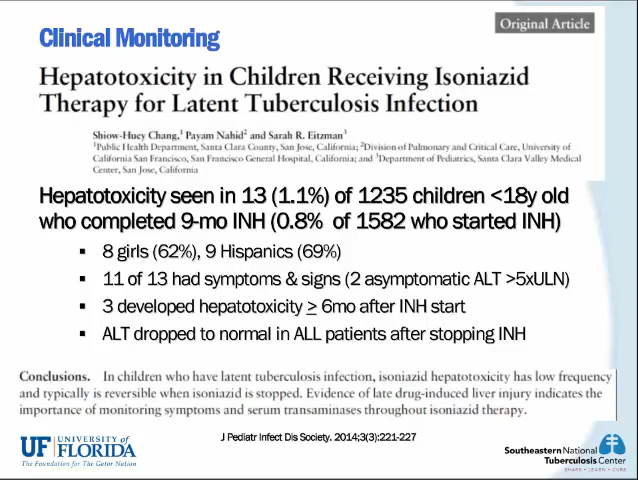 Original Article
Clinical Monitoring
Hepatotoxicity in Children Receiving Isoniazid
Therapy for Latent Tuberculosis Infection
Shiow-Huey Chang,¹ Payam Nahid² and Sarah R. Eitzman³
¹Public Health Department, Santa Clara County, San Jose, California; ²Division of Pulmonary and Critical Care, University of
California San Francisco, San Francisco General Hospital, California; and ³Department of Pediatrics, Santa Clara Valley Medical
Center, San Jose, California
Hepatotoxicity seen in 13 (1.1%) of 1235 children <18y old
who completed 9-mo INH (0.8% of 1582 who started INH)
▪ 8 girls (62%), 9 Hispanics (69%)
▪ 11 of 13 had symptoms & signs (2 asymptomatic ALT >5xULN)
▪ 3 developed hepatotoxicity ≥ 6mo after INH start
▪ ALT dropped to normal in ALL patients after stopping INH
Conclusions. In children who have latent tuberculosis infection, isoniazid hepatotoxicity has low frequency
and typically is reversible when isoniazid is stopped. Evidence of late drug-induced liver injury indicates the
importance of monitoring symptoms and serum transaminases throughout isoniazid therapy.
J Pediatr Infect Dis Society. 2014;3(3):221-227
UF UNIVERSITY of
FLORIDA
The Foundation for The Gator Nation
Southeastern National
Tuberculosis Center
SHARE • LEARN • CURE